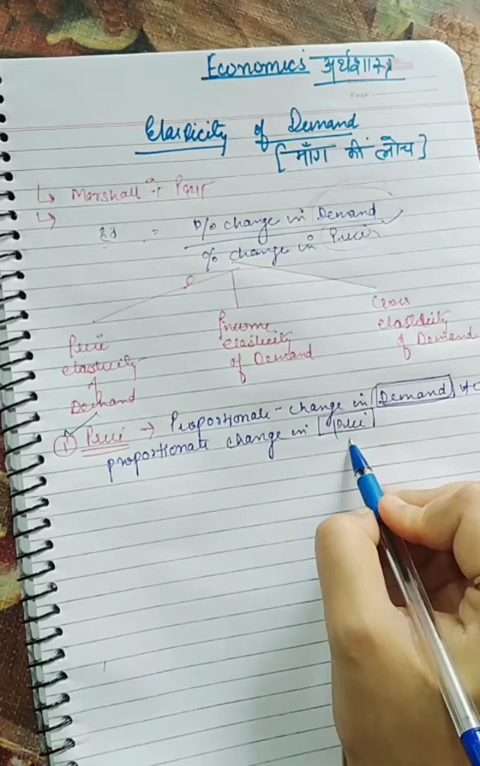 Economics अर्थशास्त्र
Elasticity of Demand
[माँग की लोच]
↳ Marshall ने दिया
↳
= % change in Demand
% change in Price
Price elasticity of Demand
Income elasticity of Demand
Cross elasticity of Demand
① Price → Proportionate - change in [Demand] to
proportionate change in [Price]